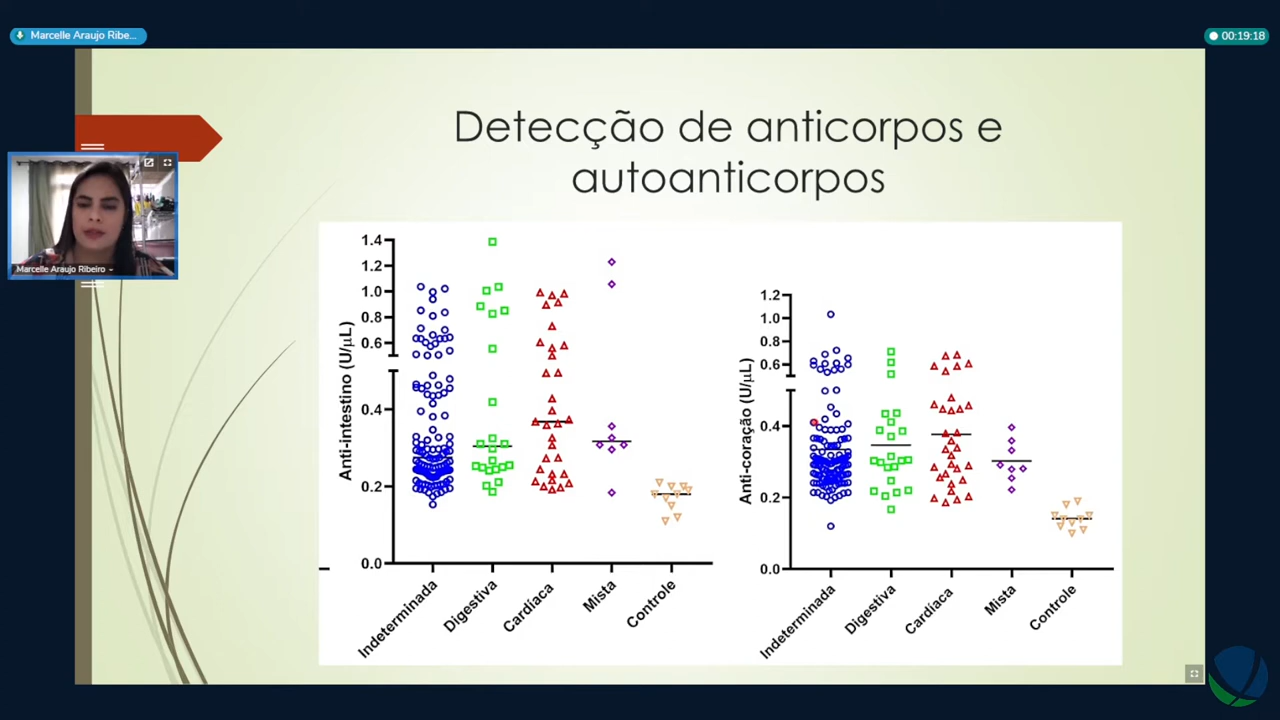 Marcelle Araujo Ribe...
00:19:18
Detecção de anticorpos e
autoanticorpos
Marcelle Araujo Ribeiro
Anti-intestino (U/µL)
1.4
1.2
1.0
0.8
0.6
0.4
0.2
0.0
Indeterminada
Digestiva
Cardíaca
Mista
Controle
Anti-coração (U/µL)
1.2
1.0
0.8
0.6
0.4
0.2
0.0
Indeterminada
Digestiva
Cardíaca
Mista
Controle